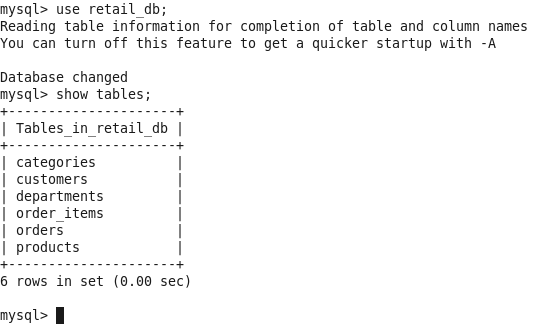 mysql> use retail_db;
Reading table information for completion of table and column names
You can turn off this feature to get a quicker startup with -A

Database changed
mysql> show tables;
+---------------------+
| Tables_in_retail_db |
+---------------------+
| categories          |
| customers           |
| departments         |
| order_items         |
| orders              |
| products            |
+---------------------+
6 rows in set (0.00 sec)

mysql>